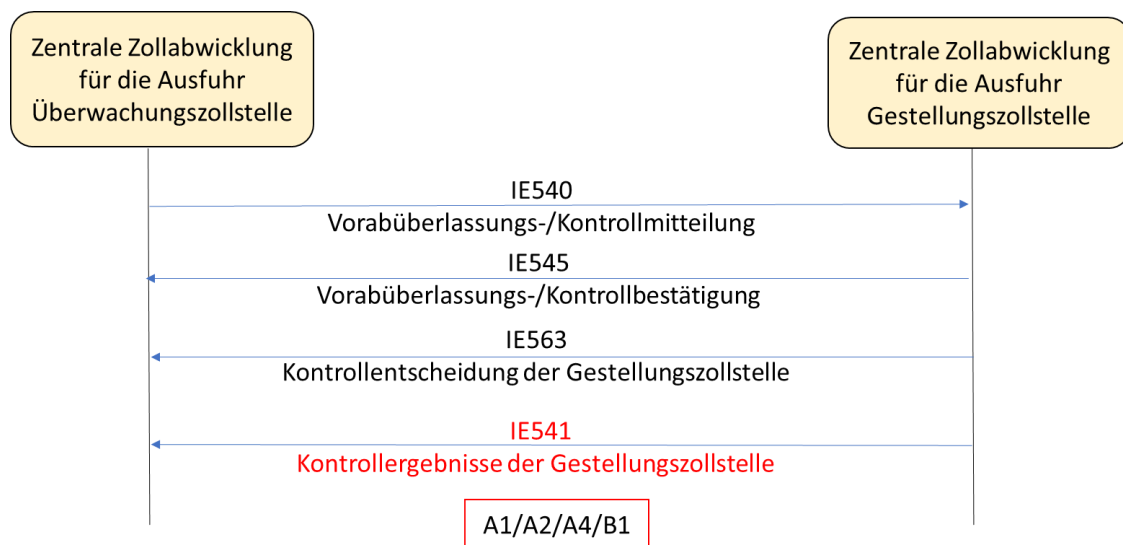 Zentrale Zollabwicklung
für die Ausfuhr
Überwachungszollstelle
Zentrale Zollabwicklung
für die Ausfuhr
Gestellungszollstelle
IE540
Vorabüberlassungs-/Kontrollmitteilung
IE545
Vorabüberlassungs-/Kontrollbestätigung
IE563
Kontrollentscheidung der Gestellungszollstelle
IE541
Kontrollergebnisse der Gestellungszollstelle
A1/A2/A4/B1